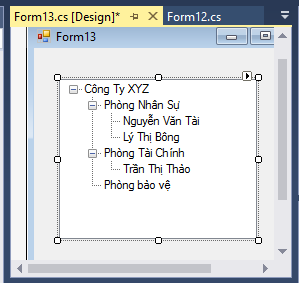 Form13.cs [Design]* Form12.cs
Form13
Công Ty XYZ
Phòng Nhân Sự
Nguyễn Văn Tài
Lý Thị Bông
Phòng Tài Chính
Trần Thị Thảo
Phòng bảo vệ